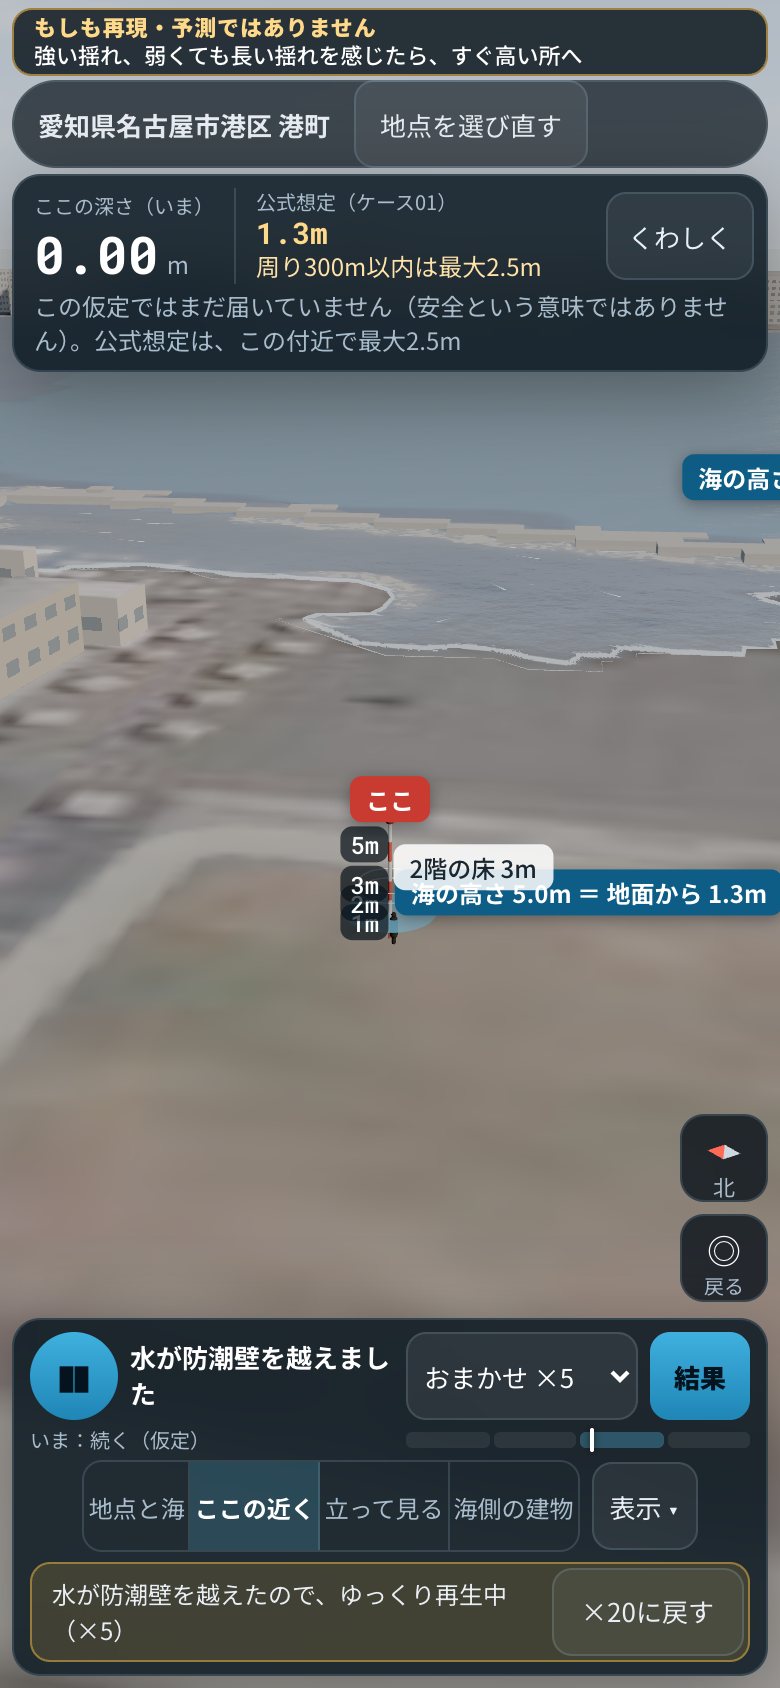 もしも再現・予測ではありません
強い揺れ、弱くても長い揺れを感じたら、すぐ高い所へ
愛知県名古屋市港区 港町
地点を選び直す
ここの深さ（いま）
0.00 m
公式想定（ケース01）
1.3m
周り300m以内は最大2.5m
くわしく
この仮定ではまだ届いていません（安全という意味ではありませ
ん）。公式想定は、この付近で最大2.5m
海の高さ
ここ
5m
3m
2m
1m
2階の床 3m
海の高さ 5.0m ＝ 地面から 1.3m
北
戻る
水が防潮壁を越えまし
た
おまかせ ×5
結果
いま：続く（仮定）
地点と海
ここの近く
立って見る
海側の建物
表示 ▾
水が防潮壁を越えたので、ゆっくり再生中
（×5）
×20に戻す